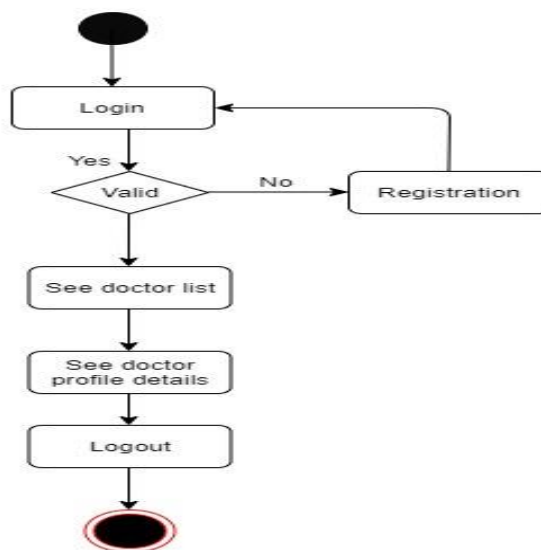 Login
Yes
Valid
No
Registration
See doctor list
See doctor
profile details
Logout